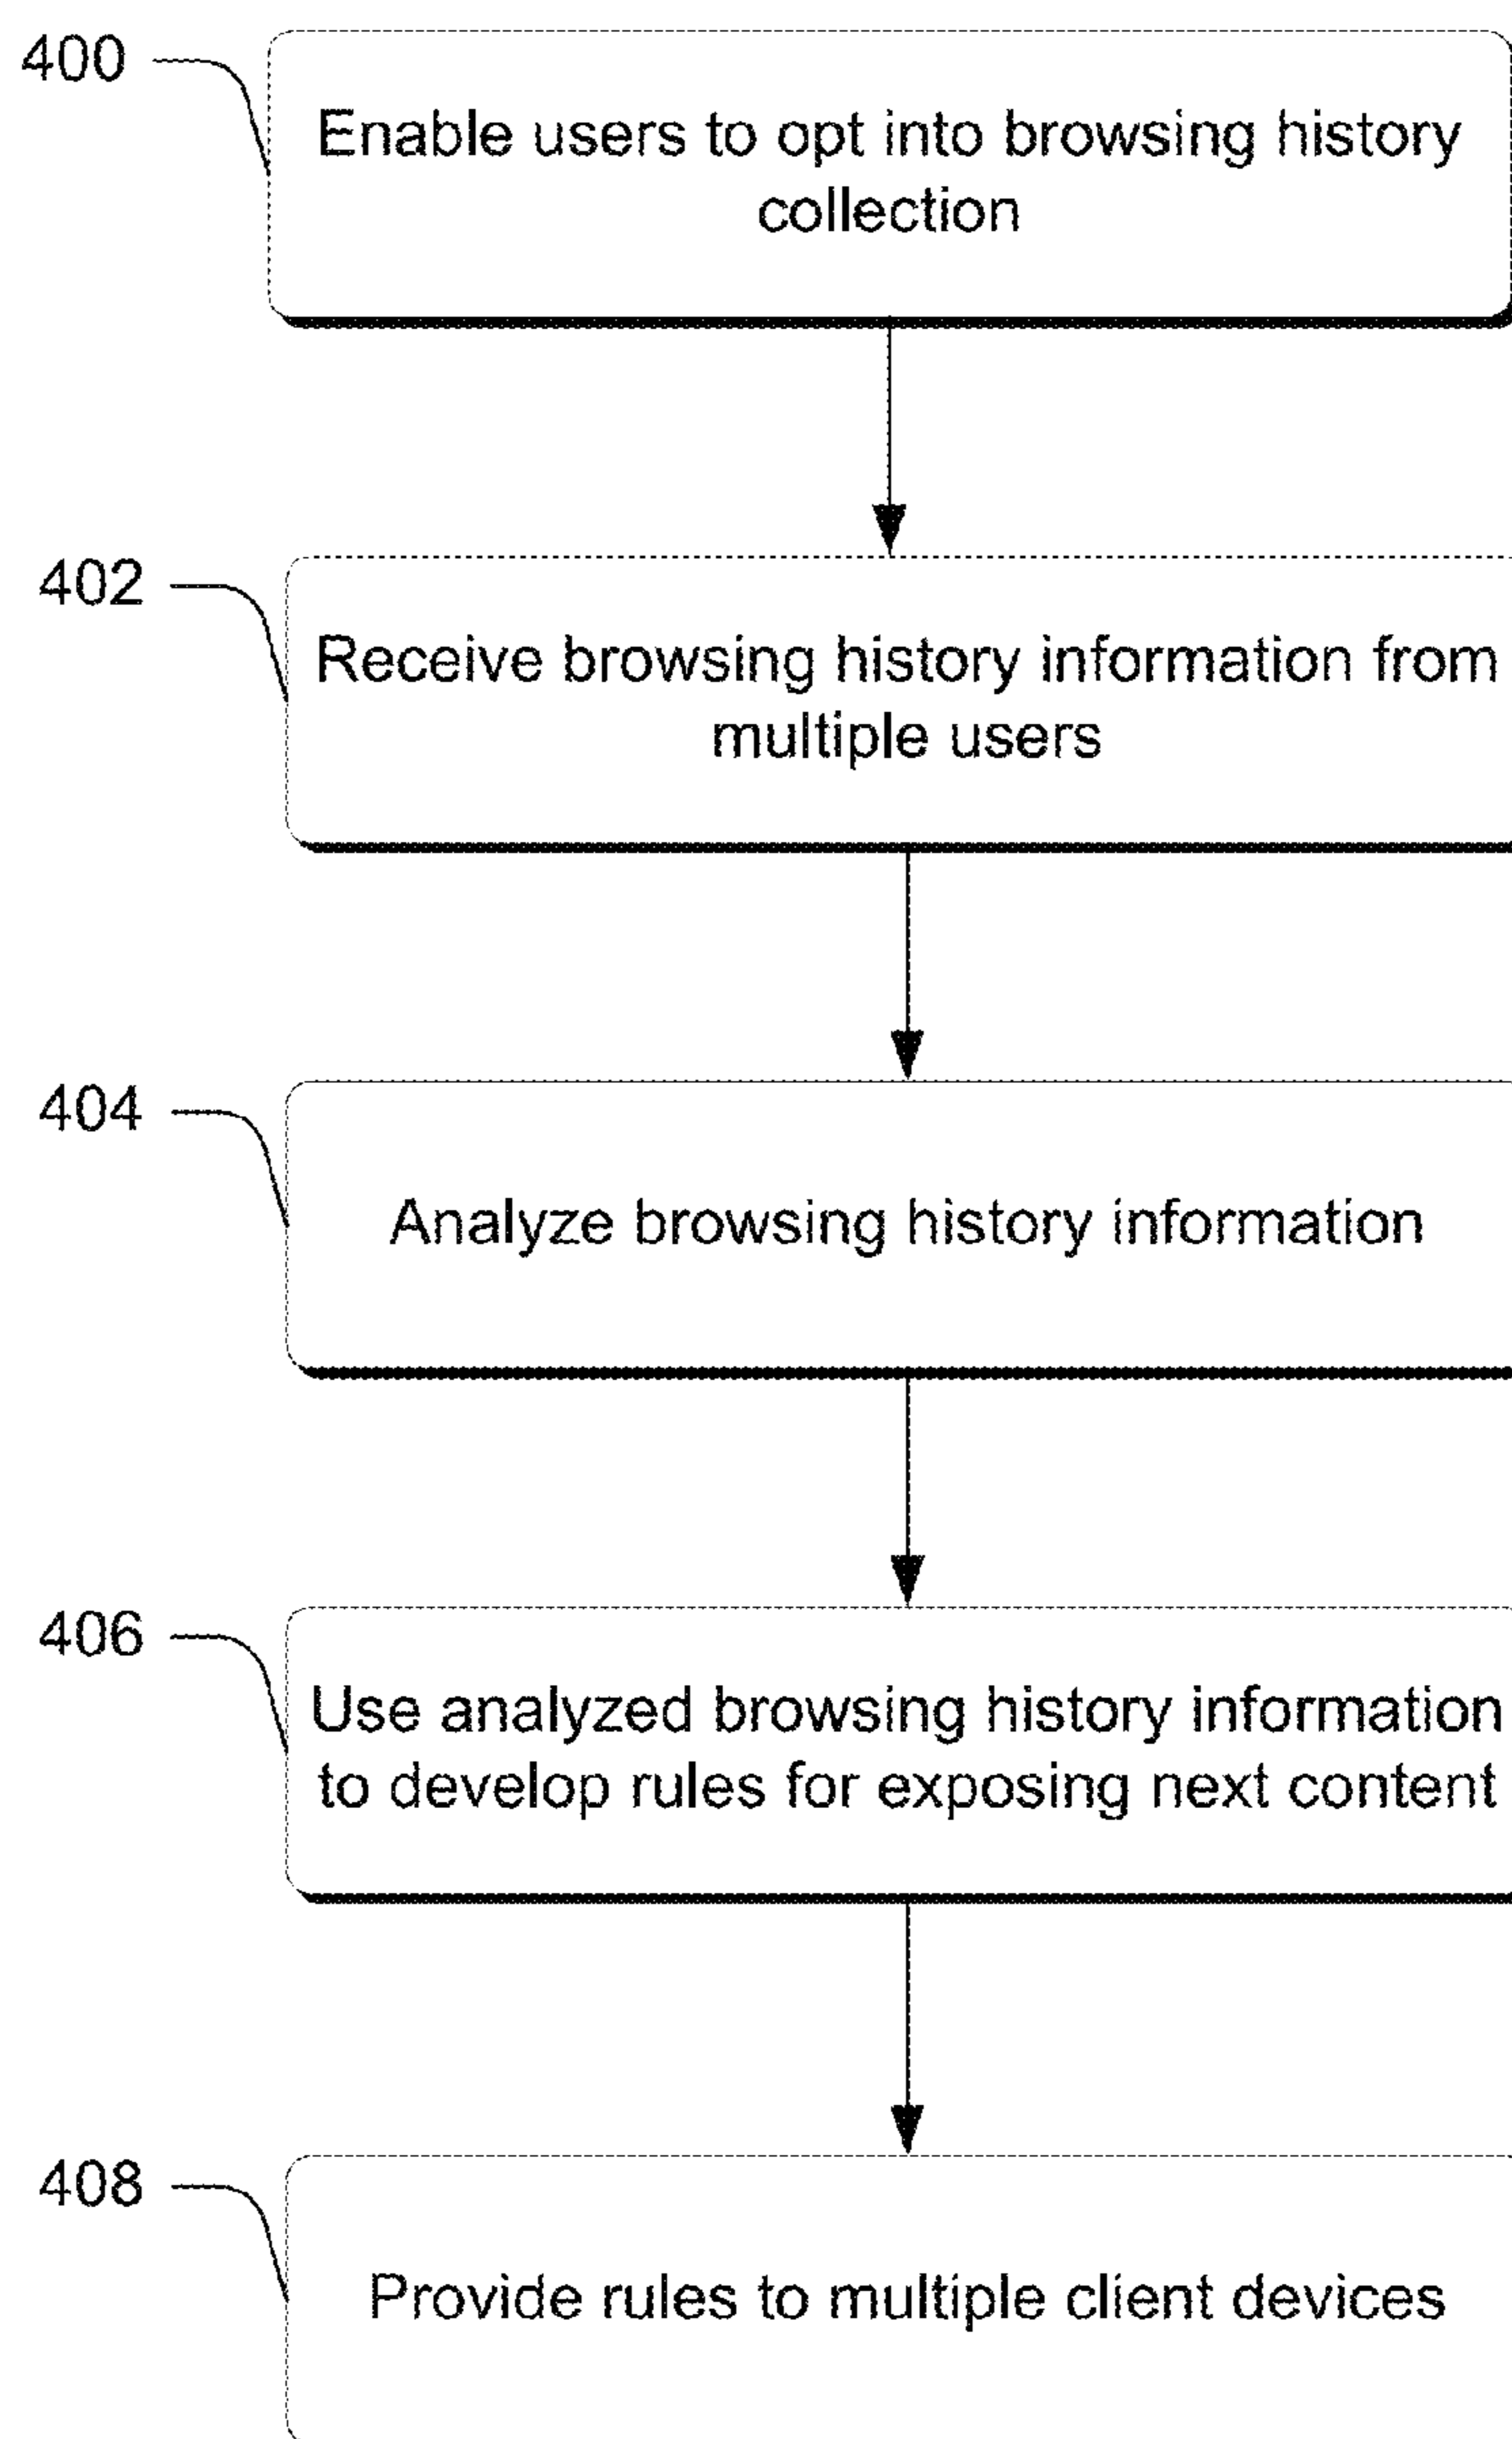 400
Enable users to opt into browsing history
collection
402
Receive browsing history information from
multiple users
404
Analyze browsing history information
406
Use analyzed browsing history information
to develop rules for exposing next content
408
Provide rules to multiple client devices